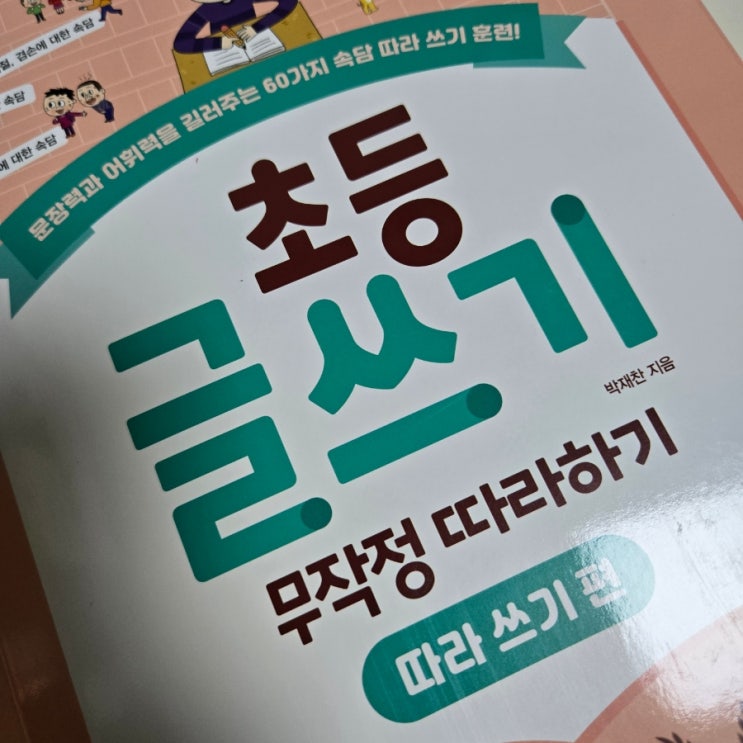 절, 겸손에 대한 속담
속담
에 대한 속담
문장력과 어휘력을 길러주는 60가지 속담 따라 쓰기 훈련!
초등
글쓰기
박재찬 지음
무작정 따라하기
따라 쓰기 편